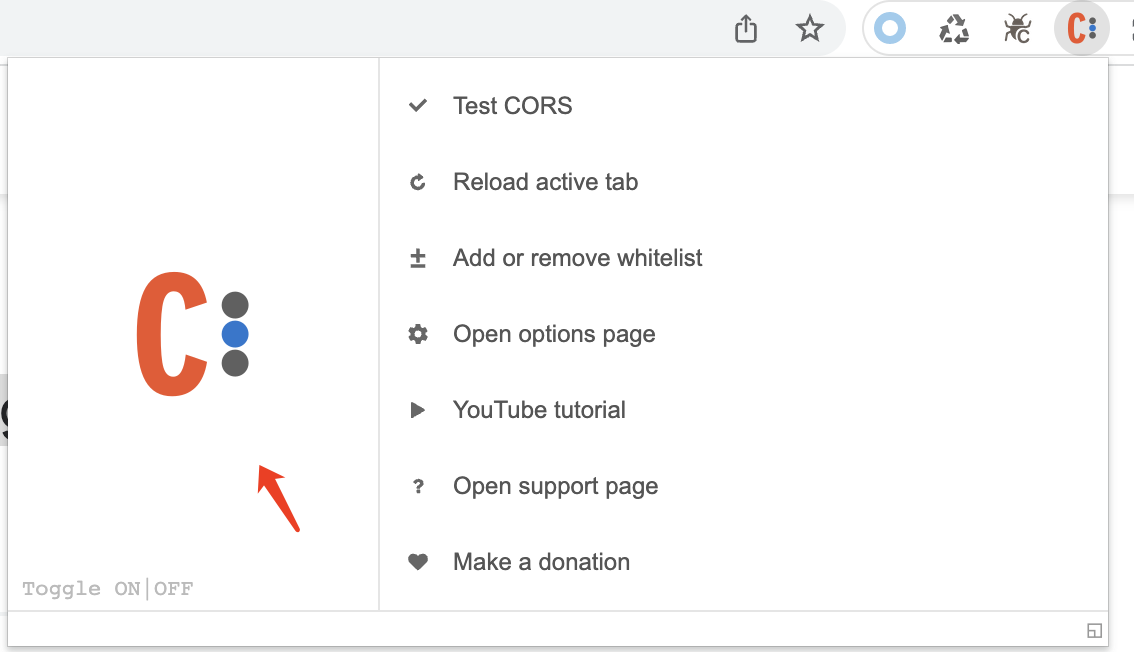 Test CORS
Reload active tab
Add or remove whitelist
Open options page
YouTube tutorial
? Open support page
Make a donation
C
Toggle ON|OFF